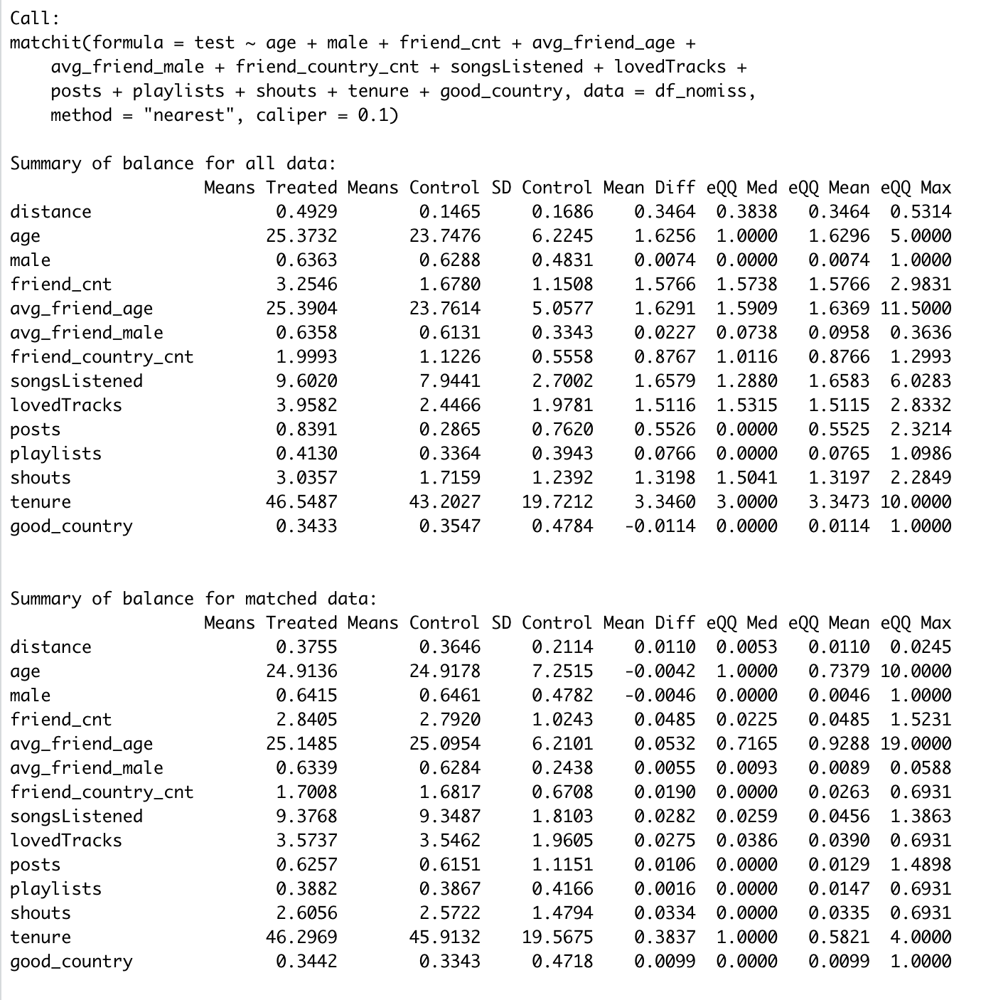 Call:
matchit(formula = test ~ age + male + friend_cnt + avg_friend_age +
    avg_friend_male + friend_country_cnt + songsListened + lovedTracks +
    posts + playlists + shouts + tenure + good_country, data = df_nomiss,
    method = "nearest", caliper = 0.1)

Summary of balance for all data:
                   Means Treated Means Control SD Control Mean Diff eQQ Med eQQ Mean eQQ Max
distance                  0.4929        0.1465     0.1686    0.3464  0.3838   0.3464  0.5314
age                      25.3732       23.7476     6.2245    1.6256  1.0000   1.6296  5.0000
male                      0.6363        0.6288     0.4831    0.0074  0.0000   0.0074  1.0000
friend_cnt                3.2546        1.6780     1.1508    1.5766  1.5738   1.5766  2.9831
avg_friend_age           25.3904       23.7614     5.0577    1.6291  1.5909   1.6369 11.5000
avg_friend_male           0.6358        0.6131     0.3343    0.0227  0.0738   0.0958  0.3636
friend_country_cnt        1.9993        1.1226     0.5558    0.8767  1.0116   0.8766  1.2993
songsListened             9.6020        7.9441     2.7002    1.6579  1.2880   1.6583  6.0283
lovedTracks               3.9582        2.4466     1.9781    1.5116  1.5315   1.5115  2.8332
posts                     0.8391        0.2865     0.7620    0.5526  0.0000   0.5525  2.3214
playlists                 0.4130        0.3364     0.3943    0.0766  0.0000   0.0765  1.0986
shouts                    3.0357        1.7159     1.2392    1.3198  1.5041   1.3197  2.2849
tenure                   46.5487       43.2027    19.7212    3.3460  3.0000   3.3473 10.0000
good_country              0.3433        0.3547     0.4784   -0.0114  0.0000   0.0114  1.0000

Summary of balance for matched data:
                   Means Treated Means Control SD Control Mean Diff eQQ Med eQQ Mean eQQ Max
distance                  0.3755        0.3646     0.2114    0.0110  0.0053   0.0110  0.0245
age                      24.9136       24.9178     7.2515   -0.0042  1.0000   0.7379 10.0000
male                      0.6415        0.6461     0.4782   -0.0046  0.0000   0.0046  1.0000
friend_cnt                2.8405        2.7920     1.0243    0.0485  0.0225   0.0485  1.5231
avg_friend_age           25.1485       25.0954     6.2101    0.0532  0.7165   0.9288 19.0000
avg_friend_male           0.6339        0.6284     0.2438    0.0055  0.0093   0.0089  0.0588
friend_country_cnt        1.7008        1.6817     0.6708    0.0190  0.0000   0.0263  0.6931
songsListened             9.3768        9.3487     1.8103    0.0282  0.0259   0.0456  1.3863
lovedTracks               3.5737        3.5462     1.9605    0.0275  0.0386   0.0390  0.6931
posts                     0.6257        0.6151     1.1151    0.0106  0.0000   0.0129  1.4898
playlists                 0.3882        0.3867     0.4166    0.0016  0.0000   0.0147  0.6931
shouts                    2.6056        2.5722     1.4794    0.0334  0.0000   0.0335  0.6931
tenure                   46.2969       45.9132    19.5675    0.3837  1.0000   0.5821  4.0000
good_country              0.3442        0.3343     0.4718    0.0099  0.0000   0.0099  1.0000